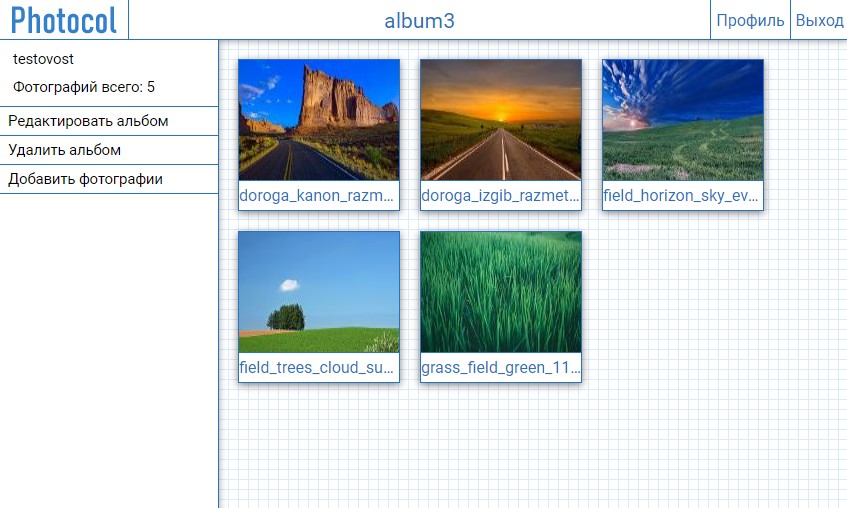 Photocol
album3
Профиль
Выход
testovost
Фотографий всего: 5
Редактировать альбом
Удалить альбом
Добавить фотографии
doroga_kanon_razm...
doroga_izgib_razmet...
field_horizon_sky_ev...
field_trees_cloud_su...
grass_field_green_11...